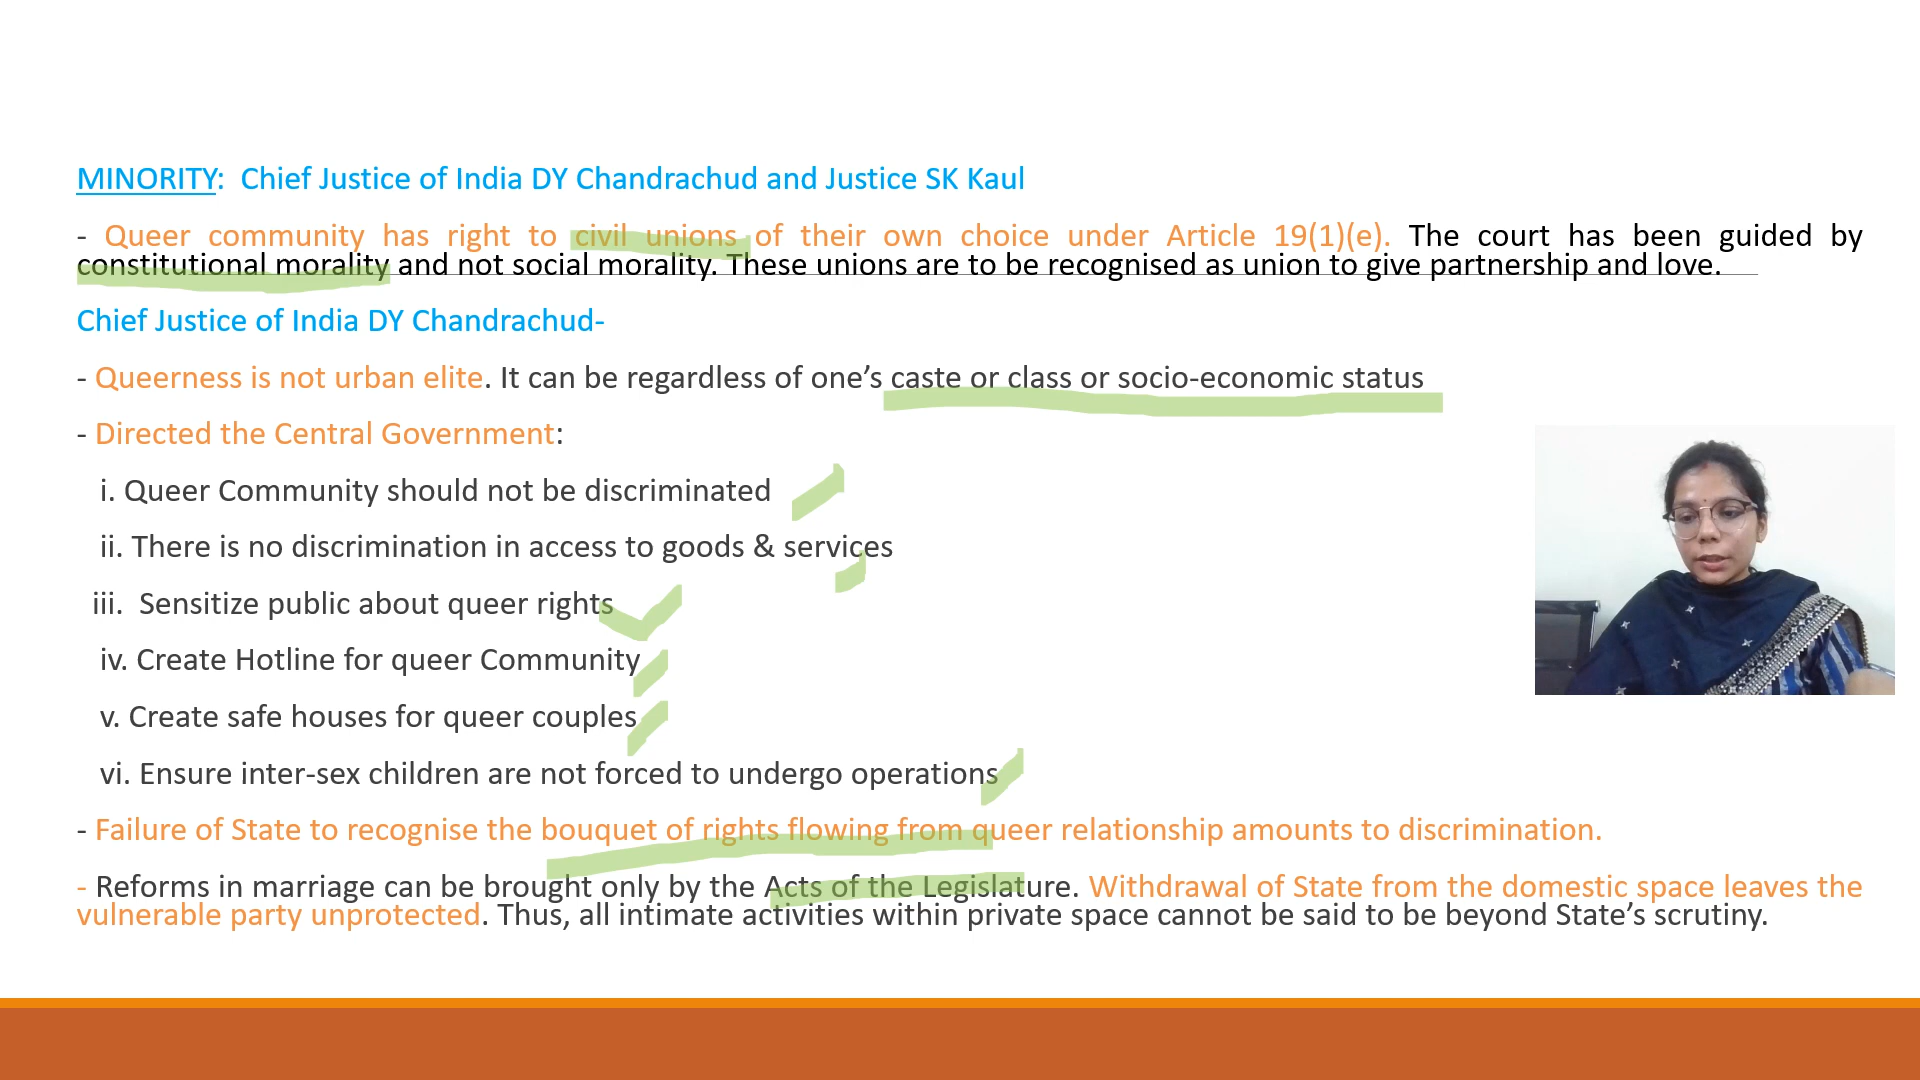 MINORITY: Chief Justice of India DY Chandrachud and Justice SK Kaul
- Queer community has right to civil unions of their own choice under Article 19(1)(e). The court has been guided by
constitutional morality and not social morality. These unions are to be recognised as union to give partnership and love.
Chief Justice of India DY Chandrachud-
- Queerness is not urban elite. It can be regardless of one’s caste or class or socio-economic status
- Directed the Central Government:
i. Queer Community should not be discriminated
ii. There is no discrimination in access to goods & services
iii. Sensitize public about queer rights
iv. Create Hotline for queer Community
v. Create safe houses for queer couples
vi. Ensure inter-sex children are not forced to undergo operations
- Failure of State to recognise the bouquet of rights flowing from queer relationship amounts to discrimination.
- Reforms in marriage can be brought only by the Acts of the Legislature. Withdrawal of State from the domestic space leaves the
vulnerable party unprotected. Thus, all intimate activities within private space cannot be said to be beyond State’s scrutiny.